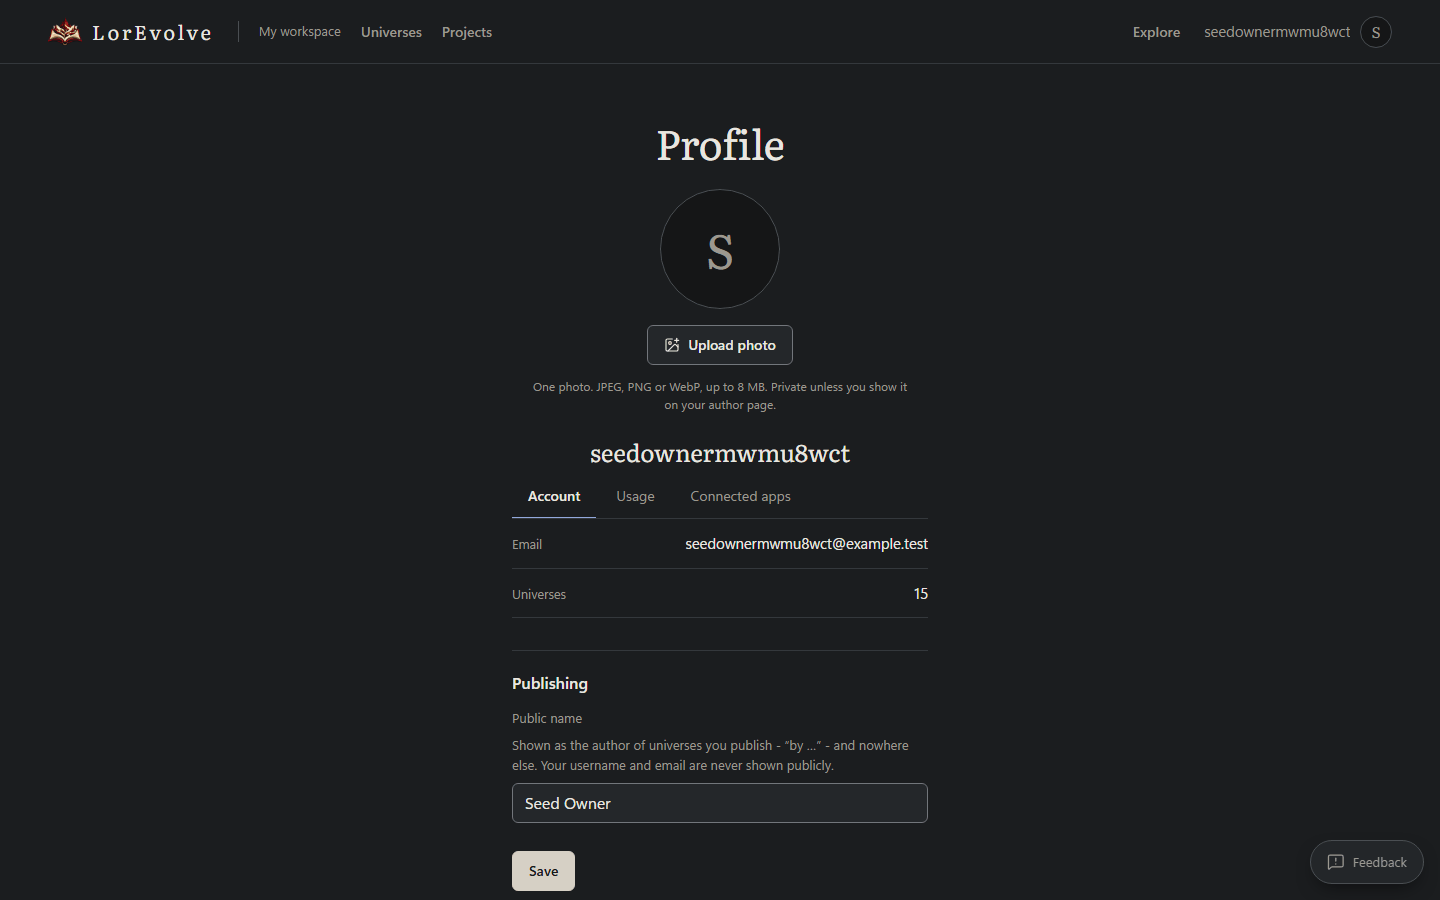 LorEvolve
My workspace
Universes
Projects
Explore
seedownermwmu8wct
S
Profile
S
Upload photo
One photo. JPEG, PNG or WebP, up to 8 MB. Private unless you show it
on your author page.
seedownermwmu8wct
Account
Usage
Connected apps
Email
seedownermwmu8wct@example.test
Universes
15
Publishing
Public name
Shown as the author of universes you publish - “by ...” - and nowhere
else. Your username and email are never shown publicly.
Seed Owner
Save
Feedback